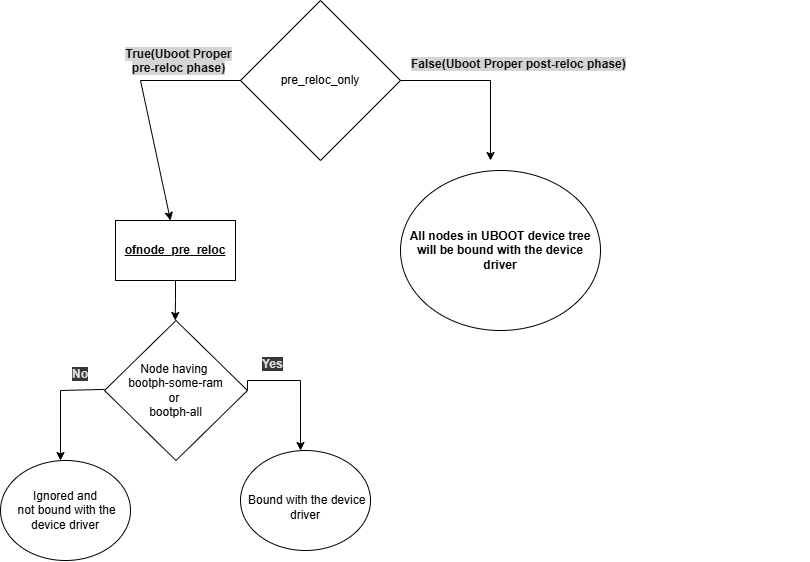 True(Uboot Proper
pre-reloc phase)
False(Uboot Proper post-reloc phase)
pre_reloc_only
ofnode_pre_reloc
All nodes in UBOOT device tree
will be bound with the device
driver
No
Yes
Node having
bootph-some-ram
or
bootph-all
Ignored and
not bound with the
device driver
Bound with the device
driver